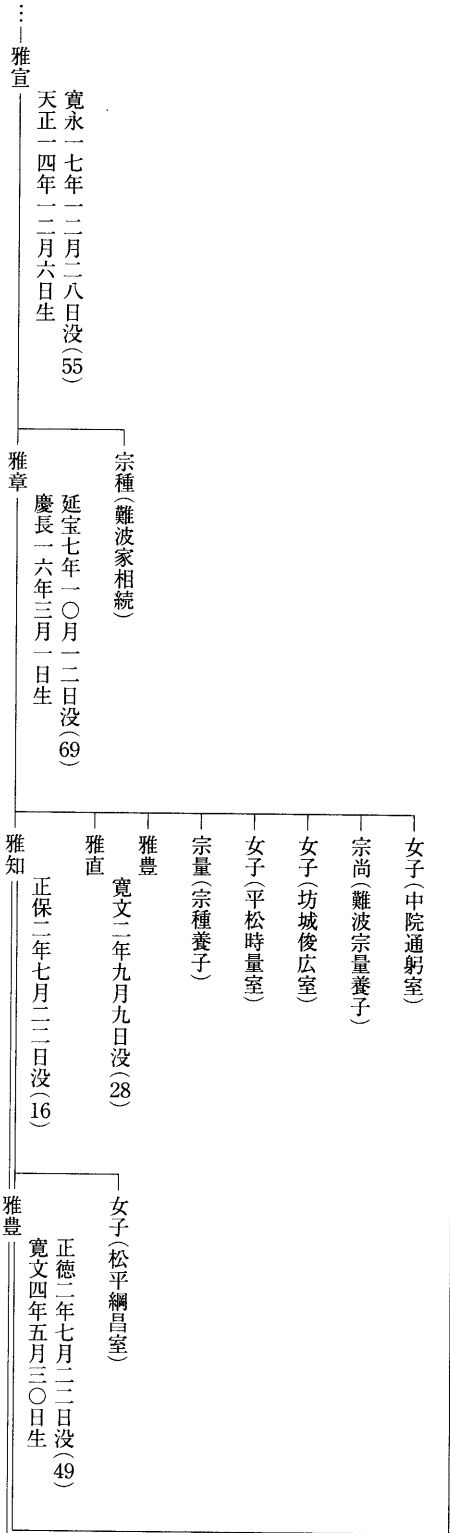 …
雅宣
寛永一七年一二月二八日没(55)
天正一四年一二月六日生
宗種(難波家相続)
雅章
延宝七年一〇月一二日没(69)
慶長一六年三月一日生
女子(中院通躬室)
宗尚(難波宗量養子)
女子(坊城俊広室)
女子(平松時量室)
宗量(宗種養子)
雅豊
雅直
寛文二年九月九日没(28)
雅知
正保二年七月二二日没(16)
女子(松平綱昌室)
雅豊
正徳二年七月二二日没(49)
寛文四年五月三〇日生